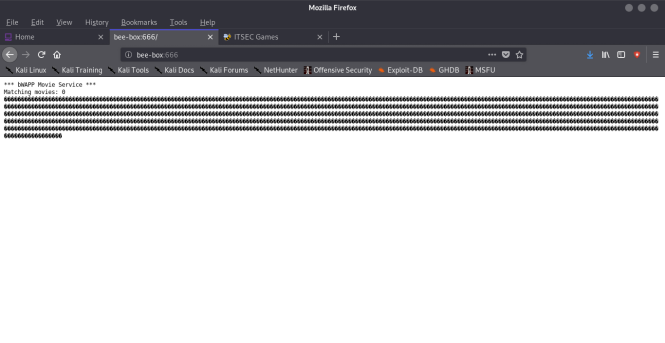 Mozilla Firefox
File Edit View History Bookmarks Tools Help
Home bee-box:666/ ITSEC Games
bee-box:666
Kali Linux Kali Training Kali Tools Kali Docs Kali Forums NetHunter Offensive Security Exploit-DB GHDB MSFU
*** bWAPP Movie Service ***
Matching movies: 0